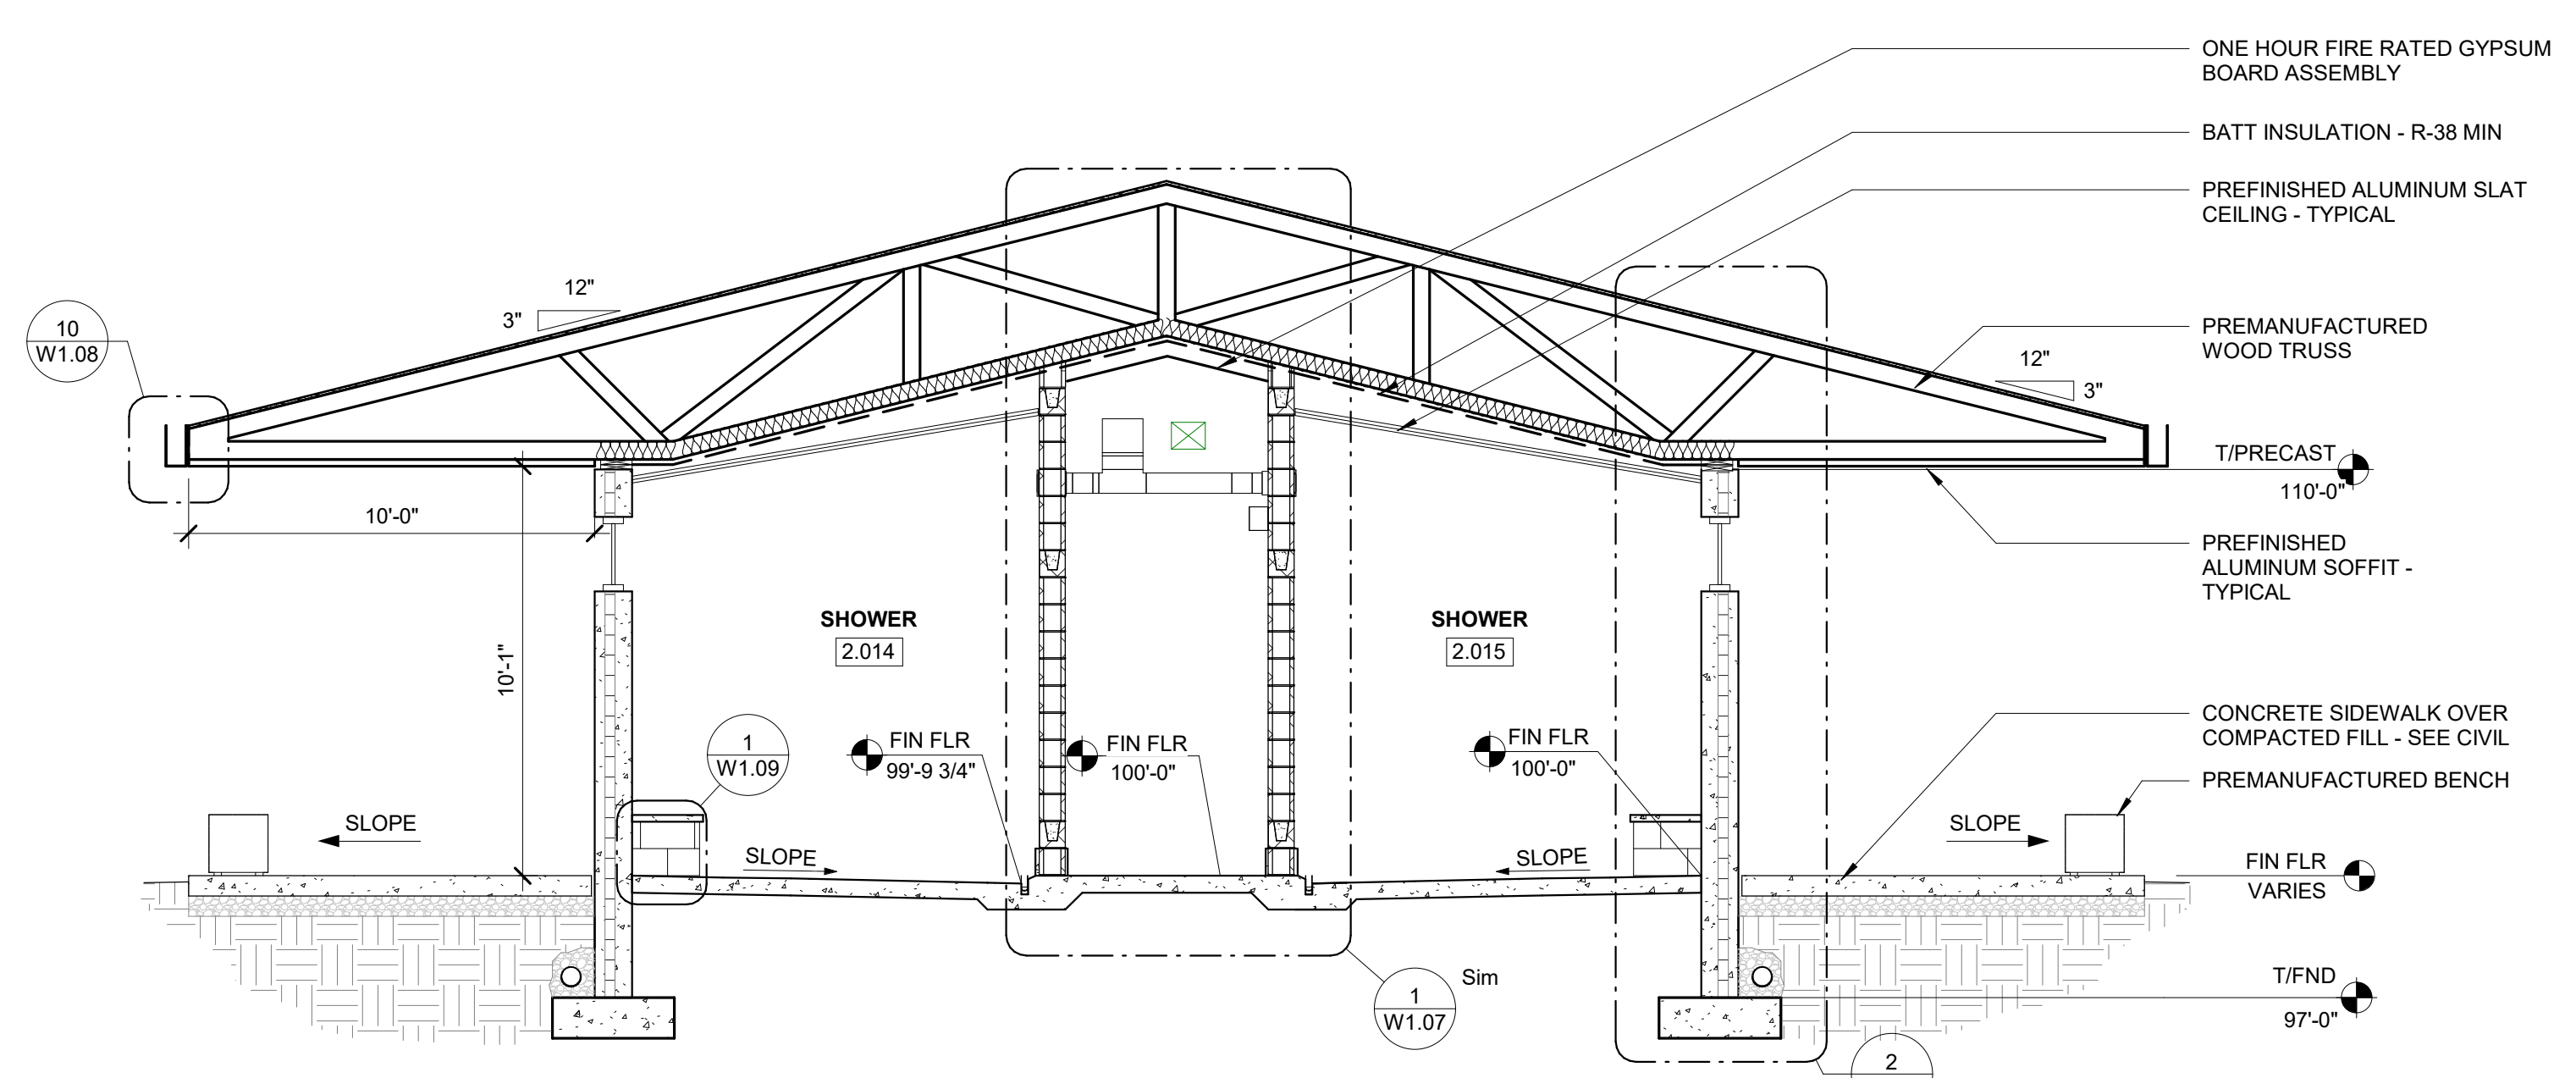 ONE HOUR FIRE RATED GYPSUM
BOARD ASSEMBLY
BATT INSULATION - R-38 MIN
PREFINISHED ALUMINUM SLAT
CEILING - TYPICAL
12"
3"
10
W1.08
PREMANUFACTURED
WOOD TRUSS
12"
3"
T/PRECAST
110'-0"
10'-0"
PREFINISHED
ALUMINUM SOFFIT -
TYPICAL
SHOWER
2.014
SHOWER
2.015
10'-1"
CONCRETE SIDEWALK OVER
COMPACTED FILL - SEE CIVIL
1
W1.09
FIN FLR
99'-9 3/4"
FIN FLR
100'-0"
FIN FLR
100'-0"
PREMANUFACTURED BENCH
SLOPE
SLOPE
SLOPE
SLOPE
FIN FLR
VARIES
Sim
1
W1.07
T/FND
97'-0"
2